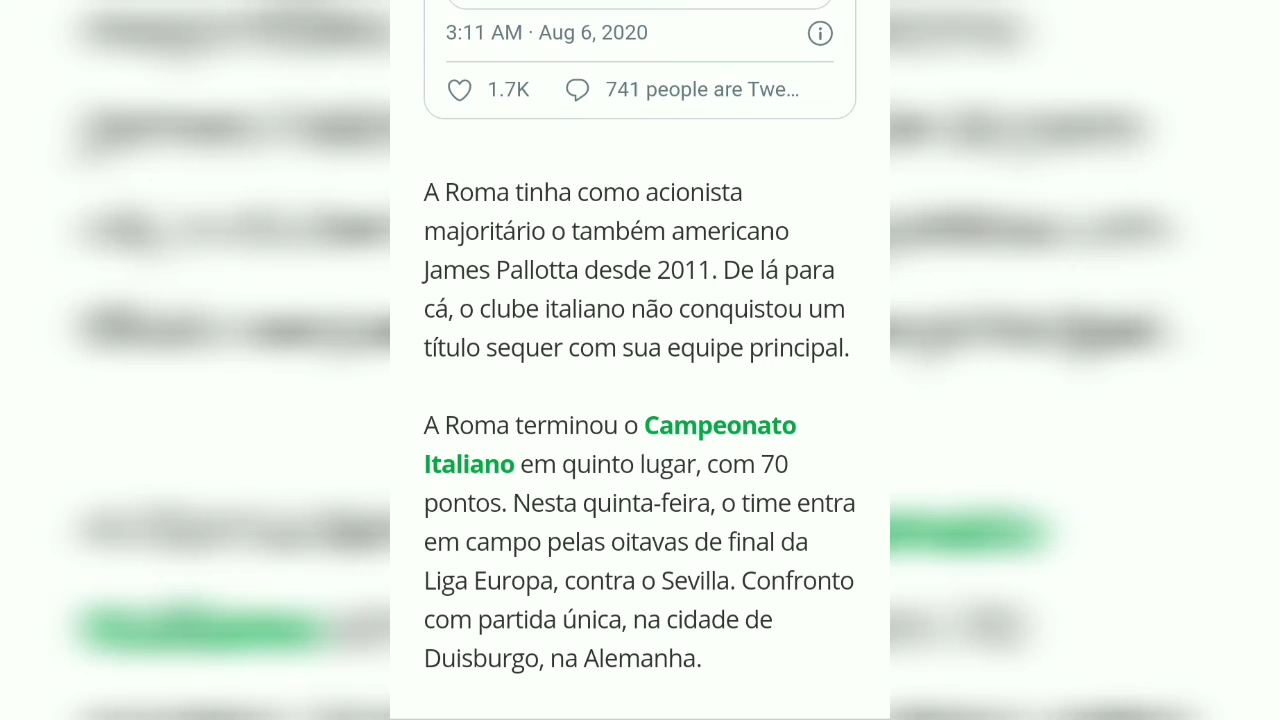 3:11 AM · Aug 6, 2020
1.7K 741 people are Twe...
A Roma tinha como acionista
majoritário o também americano
James Pallotta desde 2011. De lá para
cá, o clube italiano não conquistou um
título sequer com sua equipe principal.
A Roma terminou o Campeonato
Italiano em quinto lugar, com 70
pontos. Nesta quinta-feira, o time entra
em campo pelas oitavas de final da
Liga Europa, contra o Sevilla. Confronto
com partida única, na cidade de
Duisburgo, na Alemanha.